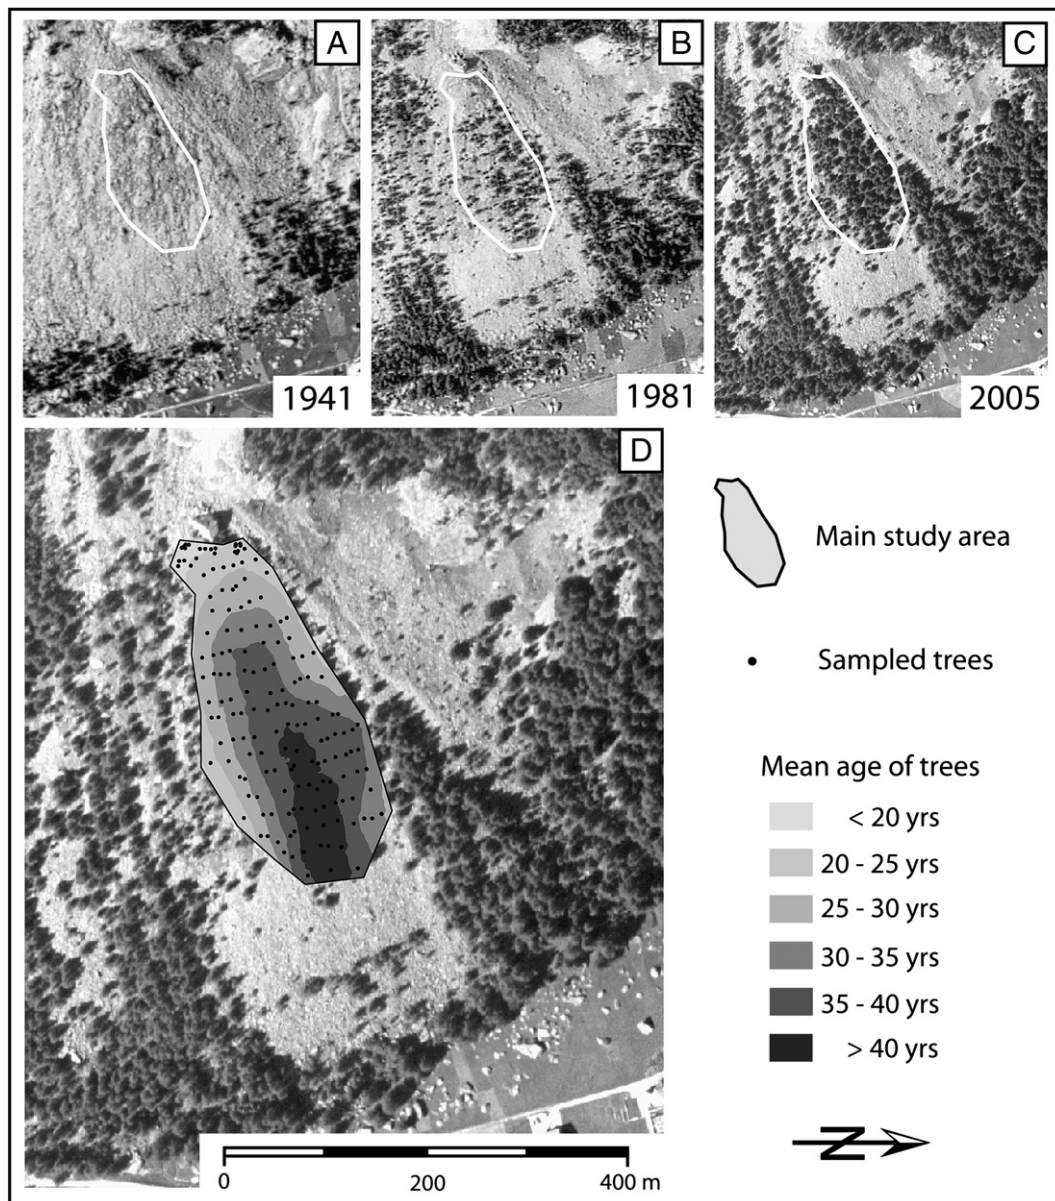 A
B
C
1941
1981
2005
D
Main study area
Sampled trees
Mean age of trees
< 20 yrs
20 - 25 yrs
25 - 30 yrs
30 - 35 yrs
35 - 40 yrs
> 40 yrs
N
0 200 400 m